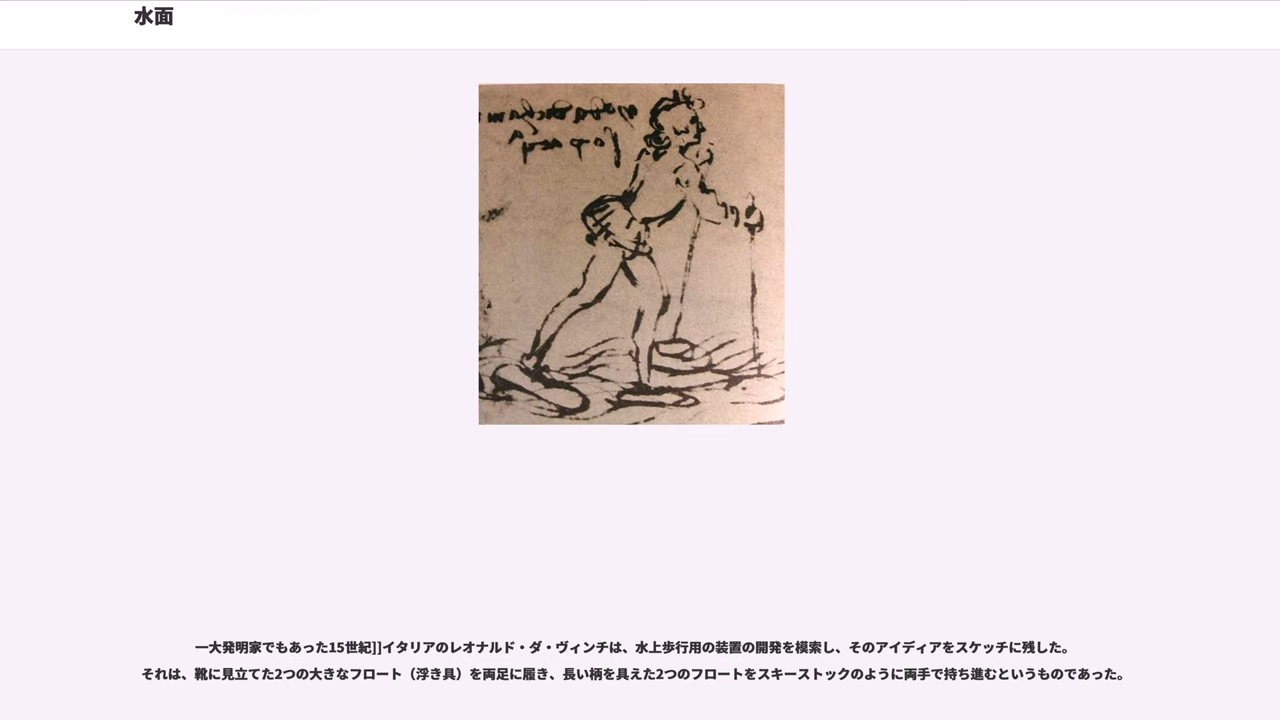 水面
一大発明家でもあった15世紀]]イタリアのレオナルド・ダ・ヴィンチは、水上歩行用の装置の開発を模索し、そのアイディアをスケッチに残した。
それは、靴に見立てた2つの大きなフロート（浮き具）を両足に履き、長い柄を具えた2つのフロートをスキーストックのように両手で持ち進むというものであった。